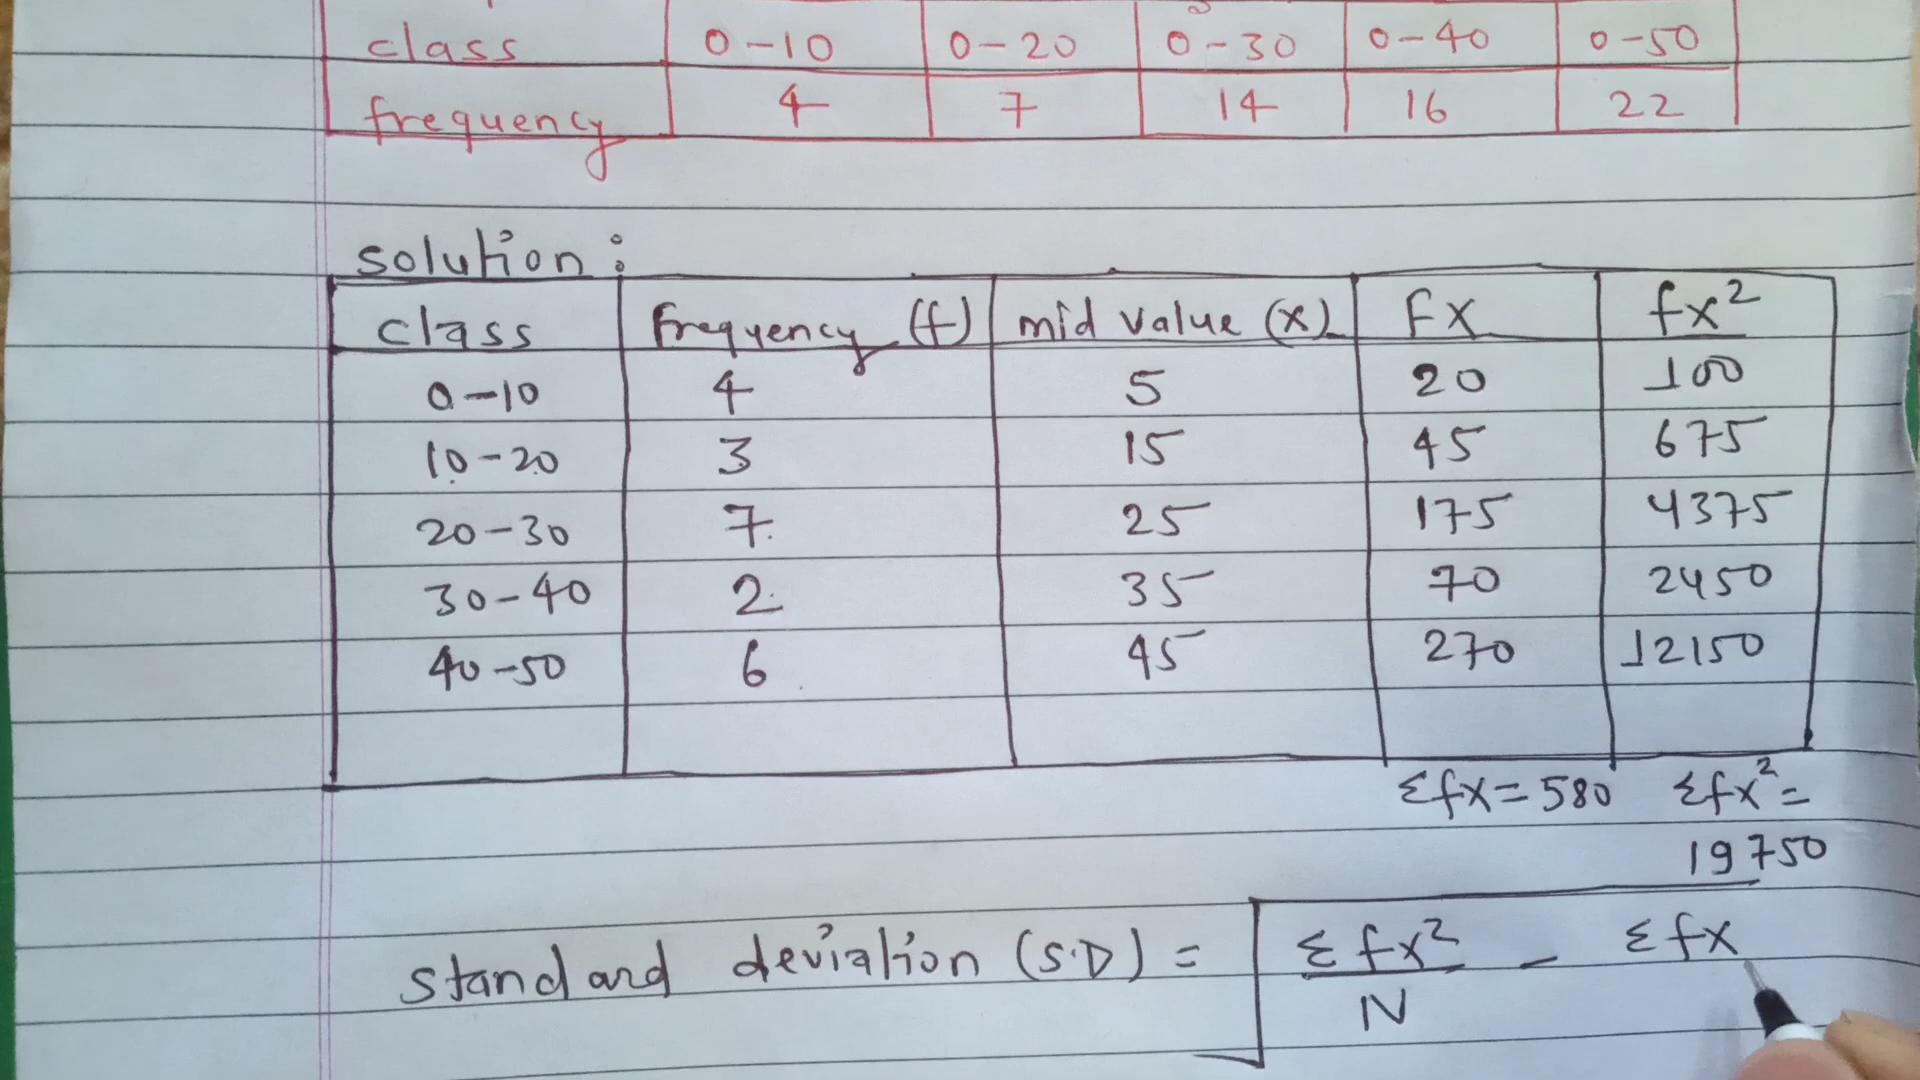 class 0-10 0-20 0-30 0-40 0-50
frequency 4 7 14 16 22
solution :
class Frequency (f) mid value (x) FX fx²
0-10 4 5 20 100
10-20 3 15 45 675
20-30 7 25 175 4375
30-40 2 35 70 2450
40-50 6 45 270 12150
Σfx=580 Σfx²=
19750
Standard deviation (S.D) = √ Σfx²/N - Σfx